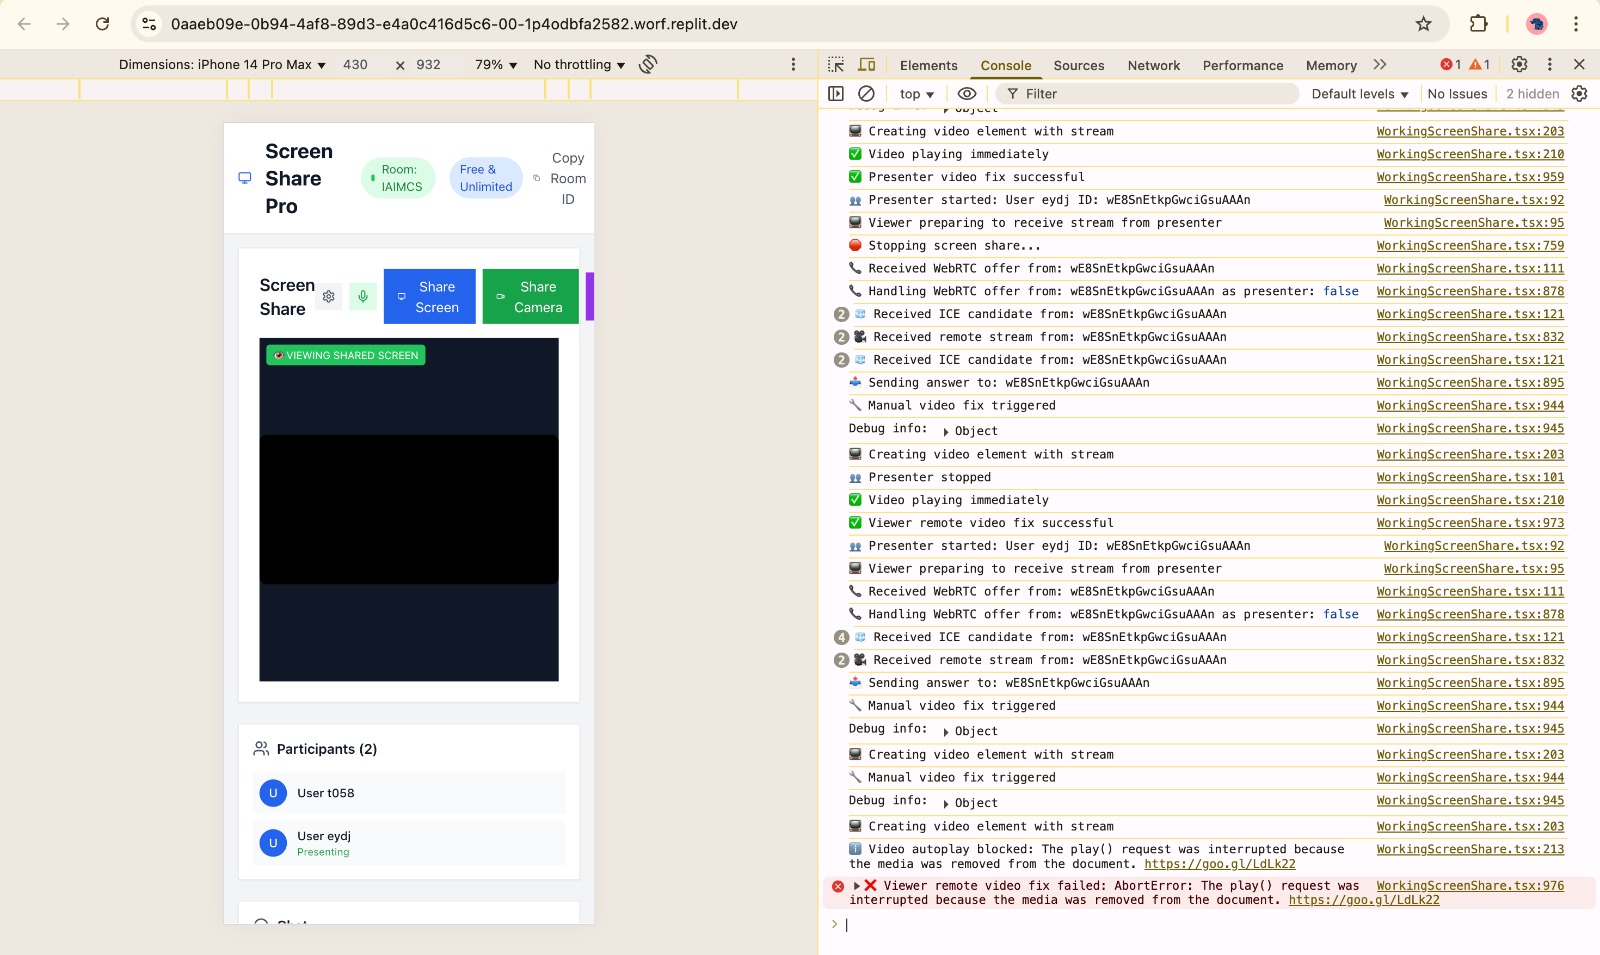 0aaeb09e-0b94-4af8-89d3-e4a0c416d5c6-00-1p4odbfa2582.worf.replit.dev
Dimensions: iPhone 14 Pro Max ▼ 430 × 932 79% ▼ No throttling ▼
Screen Share Pro
Room: IAIMCS
Free & Unlimited
Copy Room ID
Screen Share
Share Screen
Share Camera
VIEWING SHARED SCREEN
Participants (2)
U User t058
U User eydj
Presenting
Elements Console Sources Network Performance Memory 1 1
top ▼ Filter Default levels ▼ No Issues 2 hidden
Object
Creating video element with stream WorkingScreenShare.tsx:203
Video playing immediately WorkingScreenShare.tsx:210
Presenter video fix successful WorkingScreenShare.tsx:959
Presenter started: User eydj ID: wE8SnEtkpGwciGsuAAAn WorkingScreenShare.tsx:92
Viewer preparing to receive stream from presenter WorkingScreenShare.tsx:95
Stopping screen share... WorkingScreenShare.tsx:759
Received WebRTC offer from: wE8SnEtkpGwciGsuAAAn WorkingScreenShare.tsx:111
Handling WebRTC offer from: wE8SnEtkpGwciGsuAAAn as presenter: false WorkingScreenShare.tsx:878
2 Received ICE candidate from: wE8SnEtkpGwciGsuAAAn WorkingScreenShare.tsx:121
2 Received remote stream from: wE8SnEtkpGwciGsuAAAn WorkingScreenShare.tsx:832
2 Received ICE candidate from: wE8SnEtkpGwciGsuAAAn WorkingScreenShare.tsx:121
Sending answer to: wE8SnEtkpGwciGsuAAAn WorkingScreenShare.tsx:895
Manual video fix triggered WorkingScreenShare.tsx:944
Debug info: Object WorkingScreenShare.tsx:945
Creating video element with stream WorkingScreenShare.tsx:203
Presenter stopped WorkingScreenShare.tsx:101
Video playing immediately WorkingScreenShare.tsx:210
Viewer remote video fix successful WorkingScreenShare.tsx:973
Presenter started: User eydj ID: wE8SnEtkpGwciGsuAAAn WorkingScreenShare.tsx:92
Viewer preparing to receive stream from presenter WorkingScreenShare.tsx:95
Received WebRTC offer from: wE8SnEtkpGwciGsuAAAn WorkingScreenShare.tsx:111
Handling WebRTC offer from: wE8SnEtkpGwciGsuAAAn as presenter: false WorkingScreenShare.tsx:878
4 Received ICE candidate from: wE8SnEtkpGwciGsuAAAn WorkingScreenShare.tsx:121
2 Received remote stream from: wE8SnEtkpGwciGsuAAAn WorkingScreenShare.tsx:832
Sending answer to: wE8SnEtkpGwciGsuAAAn WorkingScreenShare.tsx:895
Manual video fix triggered WorkingScreenShare.tsx:944
Debug info: Object WorkingScreenShare.tsx:945
Creating video element with stream WorkingScreenShare.tsx:203
Manual video fix triggered WorkingScreenShare.tsx:944
Debug info: Object WorkingScreenShare.tsx:945
Creating video element with stream WorkingScreenShare.tsx:203
Video autoplay blocked: The play() request was interrupted because WorkingScreenShare.tsx:213
the media was removed from the document. https://goo.gl/LdLk22
Viewer remote video fix failed: AbortError: The play() request was WorkingScreenShare.tsx:976
interrupted because the media was removed from the document. https://goo.gl/LdLk22